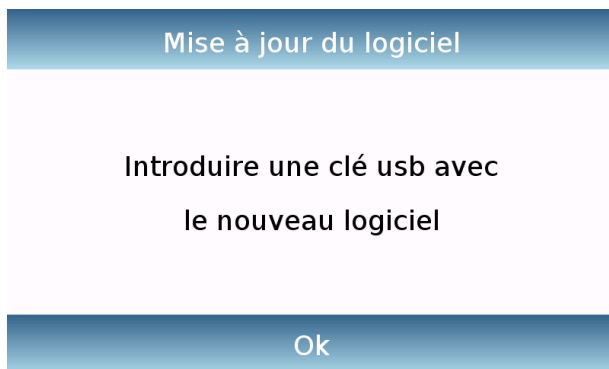 Mise à jour du logiciel
Introduire une clé usb avec
le nouveau logiciel
Ok